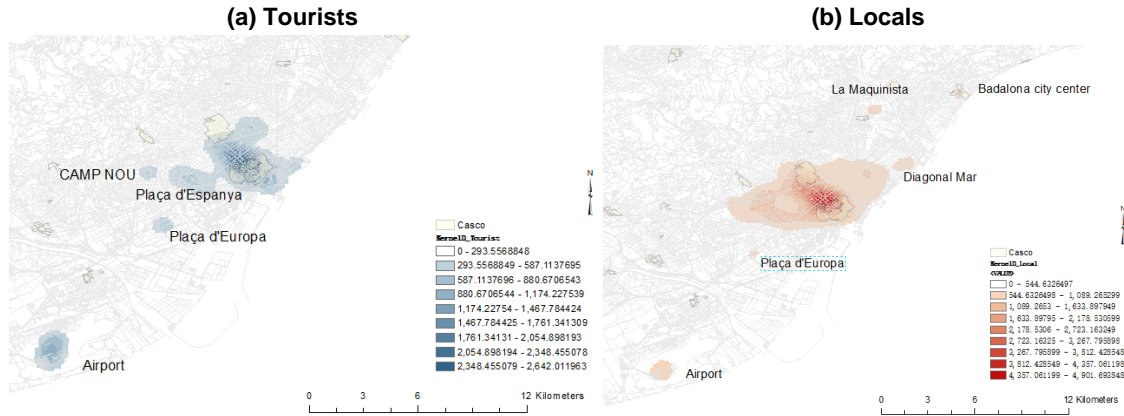 (a) Tourists
(b) Locals
CAMP NOU
Plaça d'Espanya
Plaça d'Europa
Airport
N
Casco
KernelD_Tourist
0 - 293.5568848
293.5568849 - 587.1137695
587.1137696 - 880.6706543
880.6706544 - 1,174.227539
1,174.22754 - 1,467.784424
1,467.784425 - 1,761.341309
1,761.34131 - 2,054.898193
2,054.898194 - 2,348.455078
2,348.455079 - 2,642.011963
0 3 6 12 Kilometers
La Maquinista
Badalona city center
Diagonal Mar
Plaça d'Europa
Airport
N
Casco
KernelD_Local
<VALUE>
0 - 544.6326497
544.6326498 - 1,089.265299
1,089.2653 - 1,633.897949
1,633.89795 - 2,178.530599
2,178.5306 - 2,723.163249
2,723.16325 - 3,267.795898
3,267.795899 - 3,812.428548
3,812.428549 - 4,357.061198
4,357.061199 - 4,901.693848
0 3 6 12 Kilometers